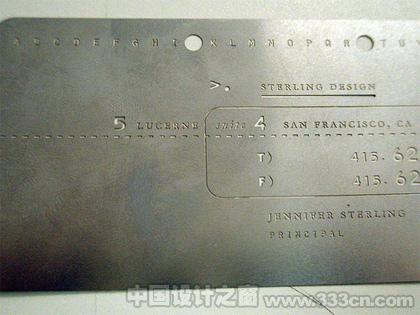 A B C D E F G H I K L M N O P Q R T U
>. STERLING DESIGN
5 LUCERNE suite 4 SAN FRANCISCO, CA
T) 415. 62
F) 415. 62
JENNIFER STERLING
PRINCIPAL
中国设计之窗 www.333cn.com